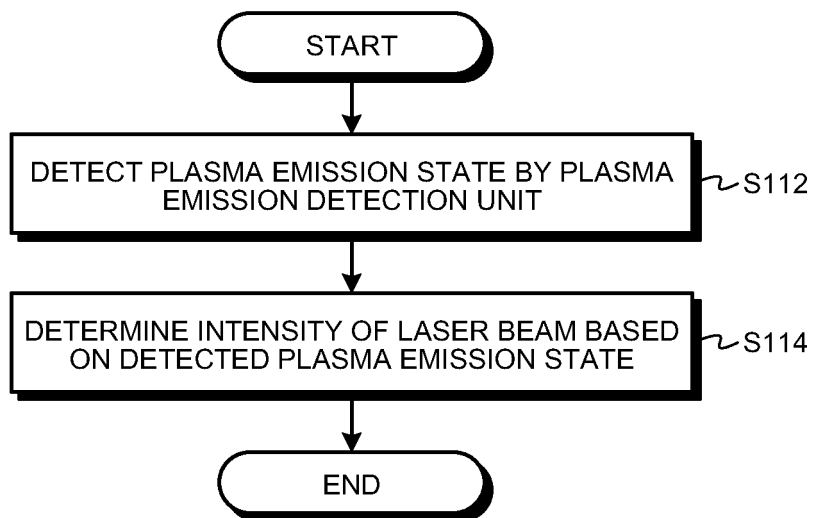 START
DETECT PLASMA EMISSION STATE BY PLASMA
EMISSION DETECTION UNIT
S112
DETERMINE INTENSITY OF LASER BEAM BASED
ON DETECTED PLASMA EMISSION STATE
S114
END